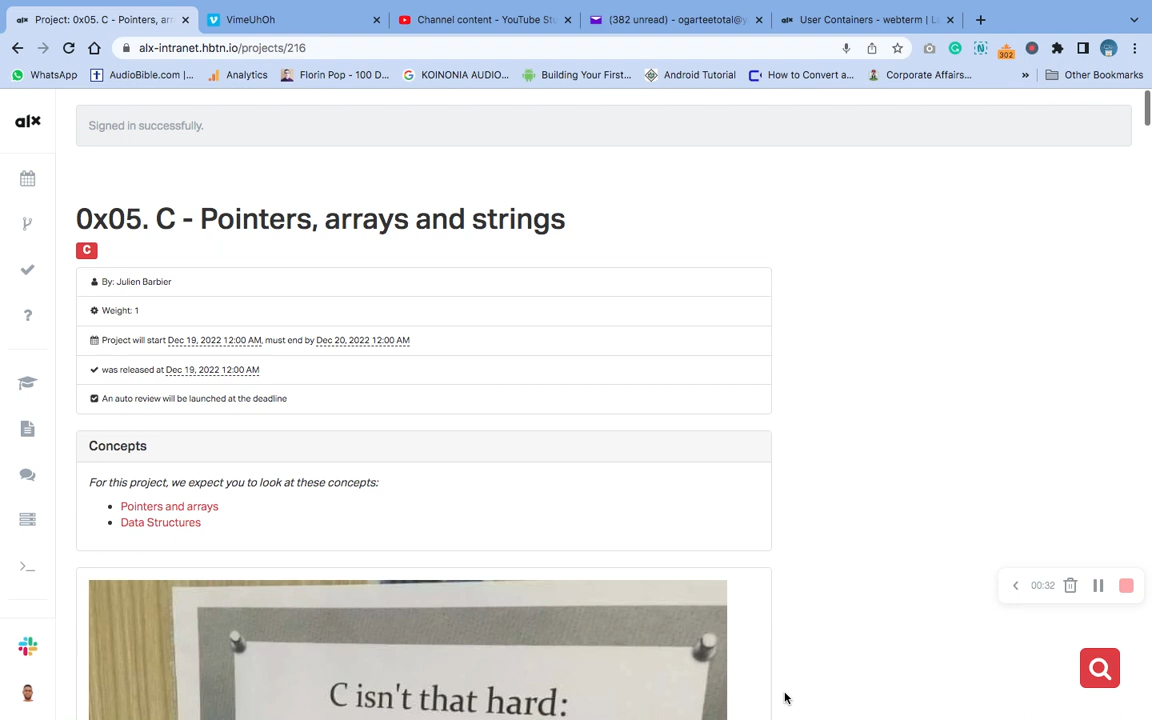 Project: 0x05. C - Pointers, arr
VimeUhOh
Channel content - YouTube Stu
(382 unread) - ogarteetotal@y
alx User Containers - webterm | L
alx-intranet.hbtn.io/projects/216
302
WhatsApp
AudioBible.com |...
Analytics
Florin Pop - 100 D...
KOINONIA AUDIO...
Building Your First...
Android Tutorial
How to Convert a...
Corporate Affairs...
»
Other Bookmarks
alx
Signed in successfully.
0x05. C - Pointers, arrays and strings
C
By: Julien Barbier
Weight: 1
Project will start Dec 19, 2022 12:00 AM, must end by Dec 20, 2022 12:00 AM
was released at Dec 19, 2022 12:00 AM
An auto review will be launched at the deadline
Concepts
For this project, we expect you to look at these concepts:
Pointers and arrays
Data Structures
00:32
C isn't that hard: